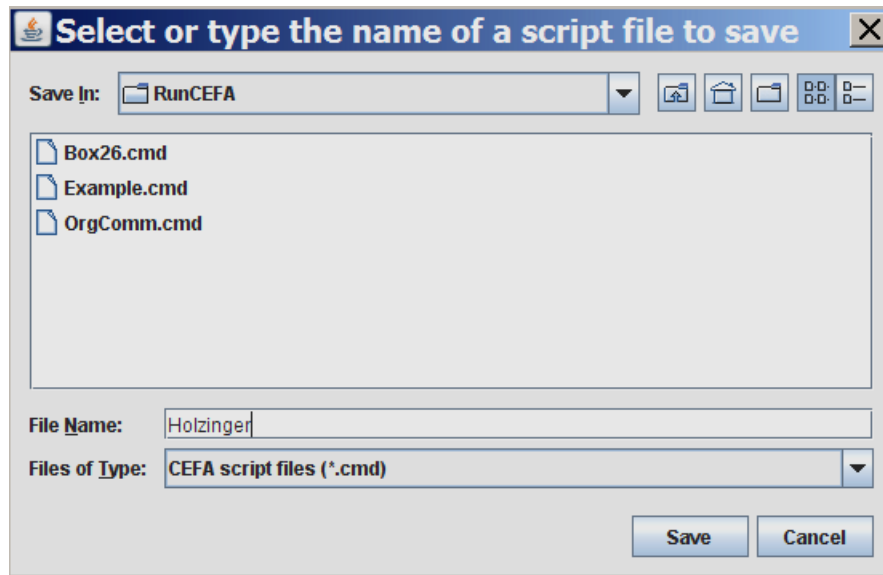 Select or type the name of a script file to save
Save In: RunCEFA
Box26.cmd
Example.cmd
OrgComm.cmd
File Name: Holzinger
Files of Type: CEFA script files (*.cmd)
Save Cancel